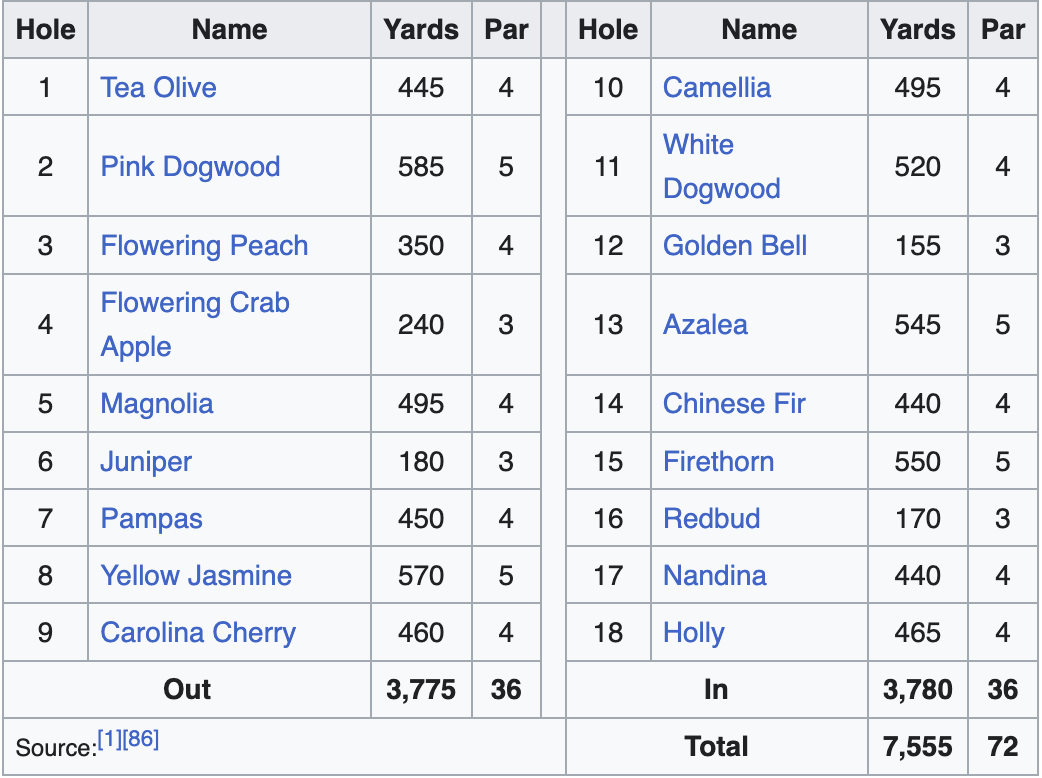 Hole Name Yards Par Hole Name Yards Par
1 Tea Olive 445 4 10 Camellia 495 4
2 Pink Dogwood 585 5 11 White Dogwood 520 4
3 Flowering Peach 350 4 12 Golden Bell 155 3
4 Flowering Crab Apple 240 3 13 Azalea 545 5
5 Magnolia 495 4 14 Chinese Fir 440 4
6 Juniper 180 3 15 Firethorn 550 5
7 Pampas 450 4 16 Redbud 170 3
8 Yellow Jasmine 570 5 17 Nandina 440 4
9 Carolina Cherry 460 4 18 Holly 465 4
Out 3,775 36 In 3,780 36
Source:[1][86] Total 7,555 72